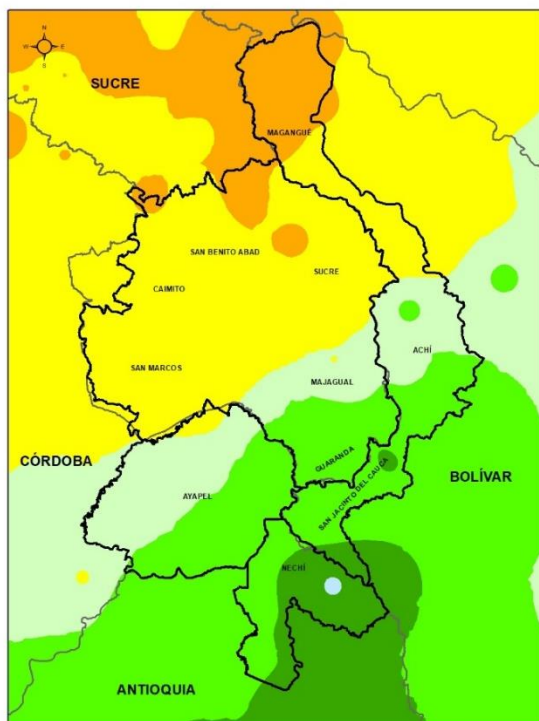 N
W E
S
SUCRE
MAGANGUÉ
SAN BENITO ABAD
SUCRE
CAIMITO
ACHÍ
SAN MARCOS
MAJAGUAL
CÓRDOBA
GUARANDA
BOLÍVAR
SAN JACINTO DEL CAUCA
AYAPEL
NECHÍ
ANTIOQUIA